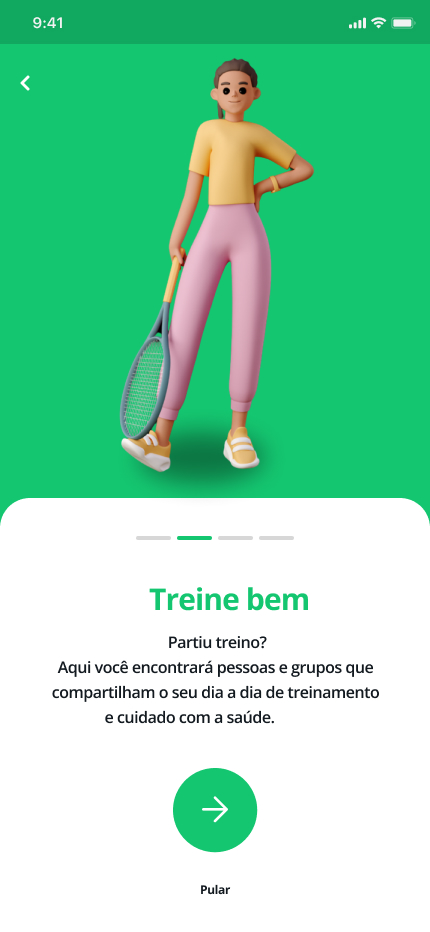 9:41
Treine bem
Partiu treino?
Aqui você encontrará pessoas e grupos que
compartilham o seu dia a dia de treinamento
e cuidado com a saúde.
Pular